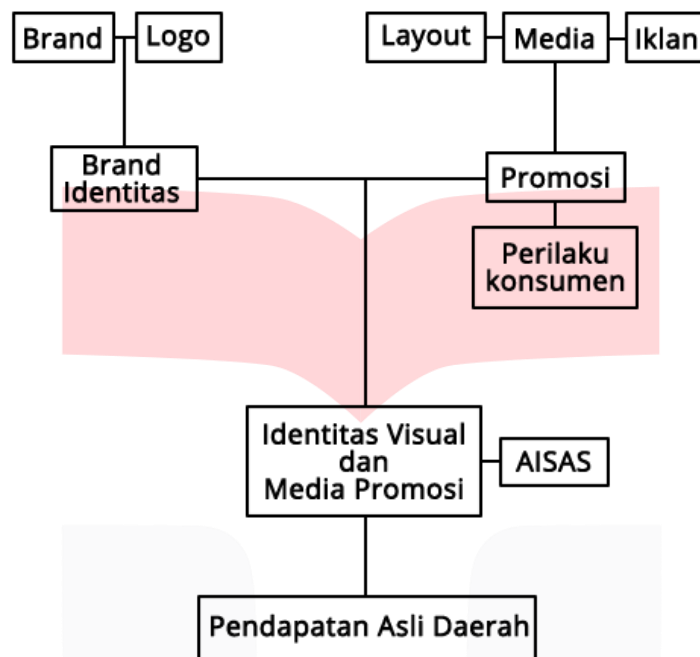 Brand
Logo
Layout
Media
Iklan
Brand
Identitas
Promosi
Perilaku
konsumen
Identitas Visual
dan
Media Promosi
AISAS
Pendapatan Asli Daerah